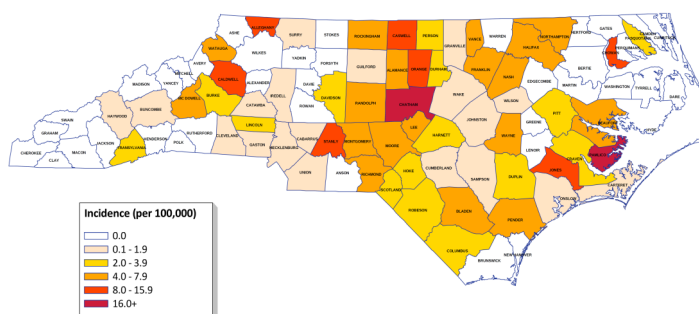 ASHE
ALLEGHANY
SURRY
STOKES
ROCKINGHAM
CASWELL
PERSON
GRANVILLE
VANCE
WARREN
NORTHAMPTON
HERTFORD
GATES
CAMDEN
CURRITUCK
PASQUOTANK
PERQUIMANS
CHOWAN
WATAUGA
WILKES
YADKIN
FORSYTH
GUILFORD
ALAMANCE
ORANGE
DURHAM
FRANKLIN
HALIFAX
BERTIE
MITCHELL
AVERY
CALDWELL
ALEXANDER
DAVIE
NASH
EDGECOMBE
MARTIN
WASHINGTON
TYRRELL
DARE
MADISON
YANCEY
BURKE
IREDELL
DAVIDSON
RANDOLPH
CHATHAM
WAKE
WILSON
HAYWOOD
BUNCOMBE
MC DOWELL
CATAWBA
ROWAN
JOHNSTON
PITT
BEAUFORT
HYDE
SWAIN
GRAHAM
JACKSON
HENDERSON
RUTHERFORD
CLEVELAND
LINCOLN
CABARRUS
STANLY
MONTGOMERY
MOORE
LEE
HARNETT
WAYNE
GREENE
CHEROKEE
MACON
CLAY
TRANSYLVANIA
POLK
GASTON
MECKLENBURG
LENOIR
CRAVEN
PAMLICO
UNION
ANSON
RICHMOND
HOKE
CUMBERLAND
SAMPSON
DUPLIN
JONES
CARTERET
SCOTLAND
ONSLOW
ROBESON
BLADEN
PENDER
COLUMBUS
BRUNSWICK
NEW HANOVER
Incidence (per 100,000)
0.0
0.1 - 1.9
2.0 - 3.9
4.0 - 7.9
8.0 - 15.9
16.0+